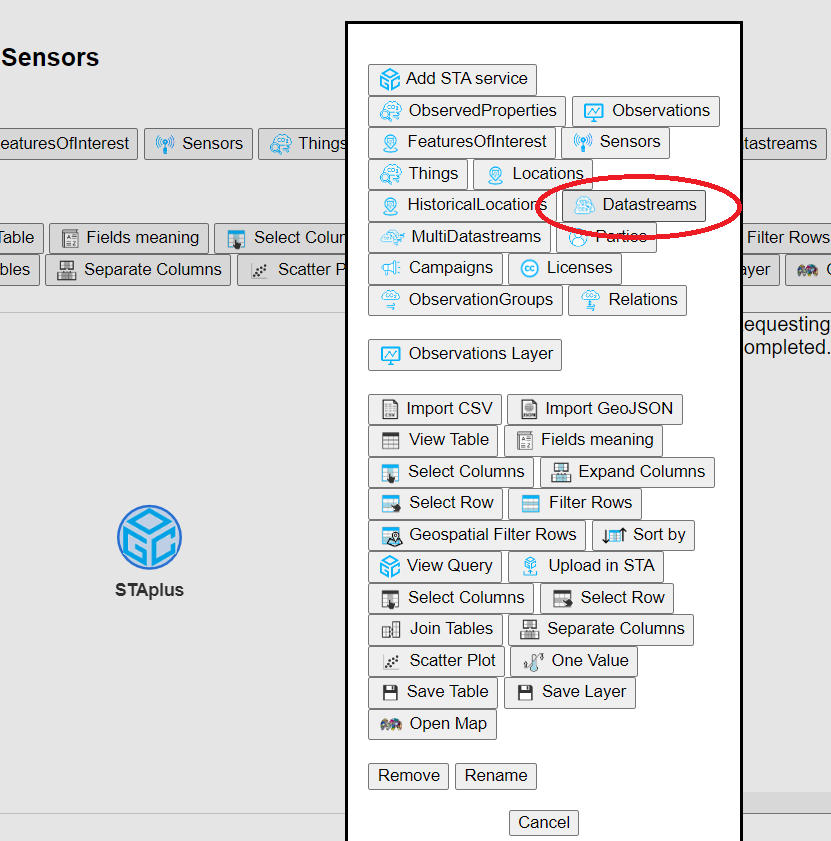 Sensors
eaturesOfInterest Sensors Things tastreams
Table Fields meaning Select Colur Filter Rows
bles Separate Columns Scatter P ayer
equesting
ompleted.
STAplus
Add STA service
ObservedProperties Observations
FeaturesOfInterest Sensors
Things Locations
HistoricalLocations Datastreams
MultiDatastreams Parties
Campaigns Licenses
ObservationGroups Relations
Observations Layer
Import CSV Import GeoJSON
View Table Fields meaning
Select Columns Expand Columns
Select Row Filter Rows
Geospatial Filter Rows Sort by
View Query Upload in STA
Select Columns Select Row
Join Tables Separate Columns
Scatter Plot One Value
Save Table Save Layer
Open Map
Remove Rename
Cancel